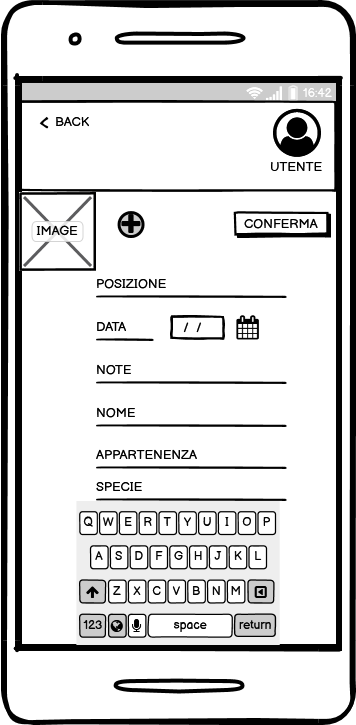 16:42
BACK
UTENTE
IMAGE
CONFERMA
POSIZIONE
DATA / /
NOTE
NOME
APPARTENENZA
SPECIE
Q W E R T Y U I O P
A S D F G H J K L
Z X C V B N M
123 space return